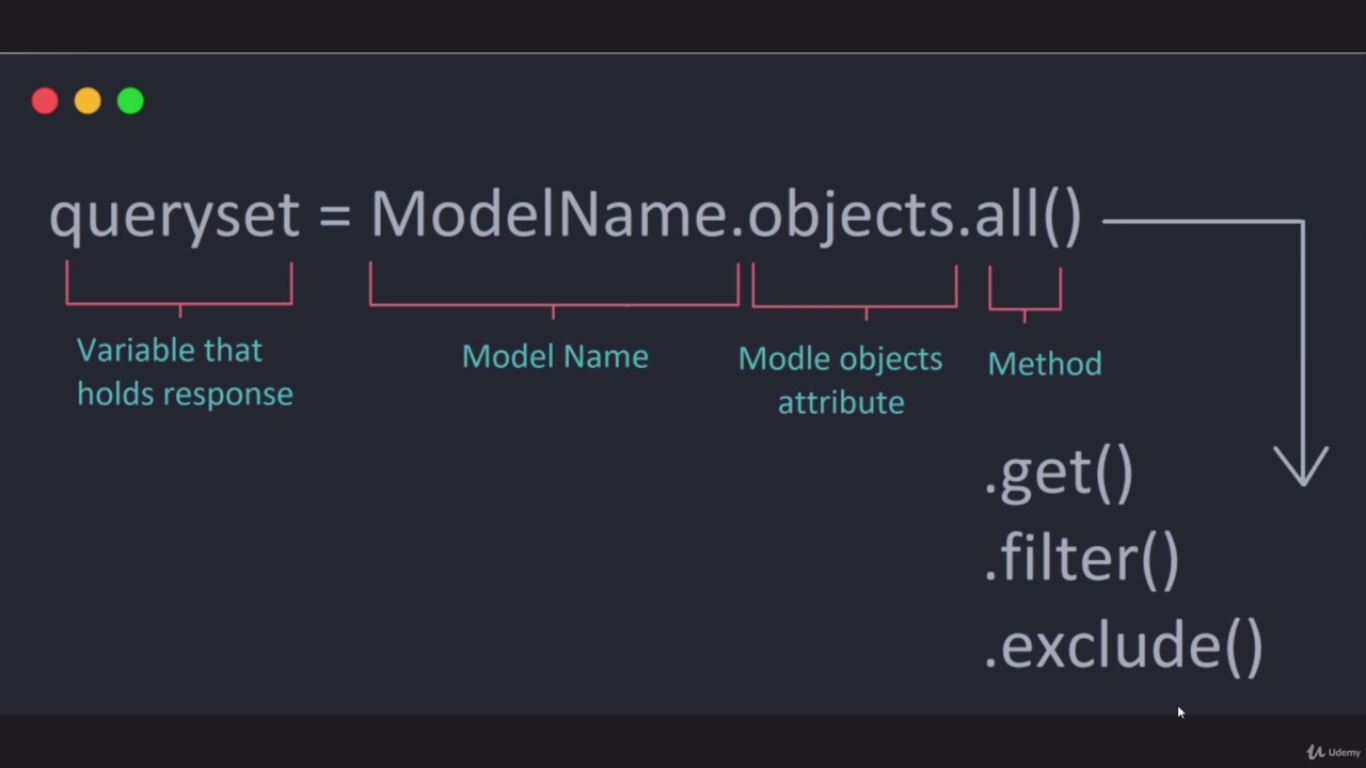 queryset = ModelName.objects.all()
Variable that
holds response
Model Name
Modle objects
attribute
Method
.get()
.filter()
.exclude()
Udemy